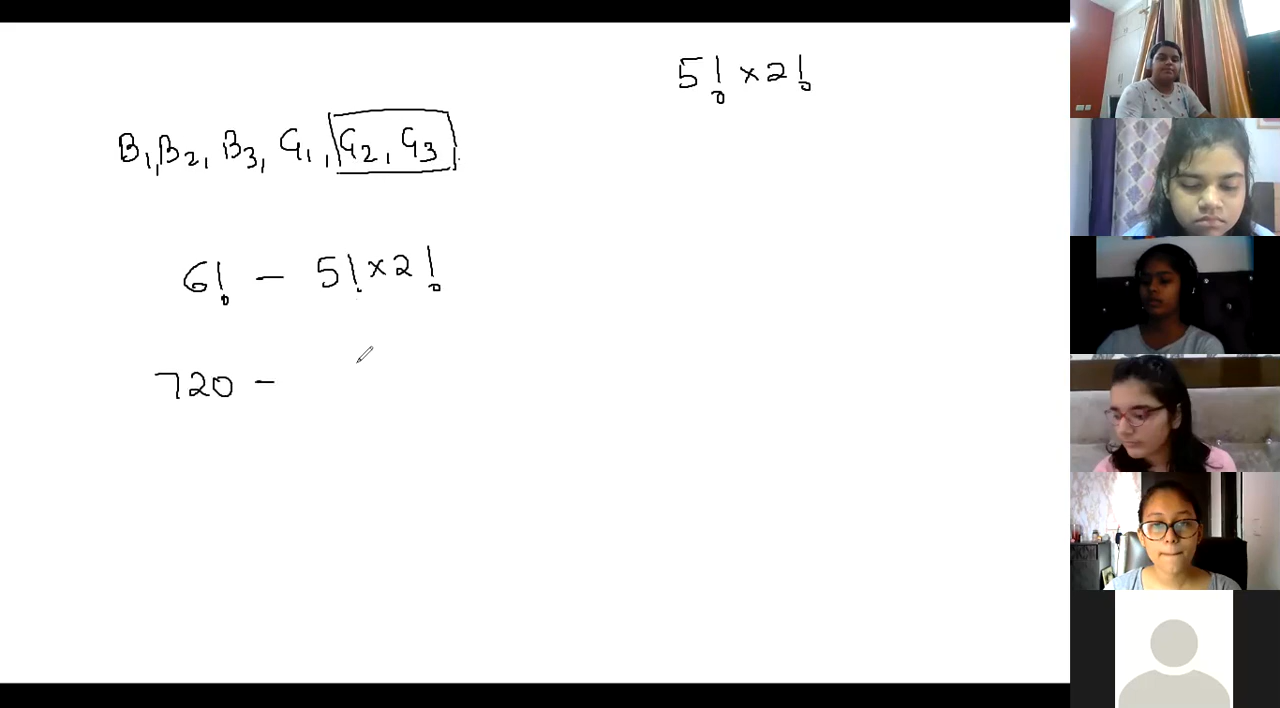 5! × 2!
B₁, B₂, B₃, G₁, G₂, G₃
6! - 5! × 2!
720 -